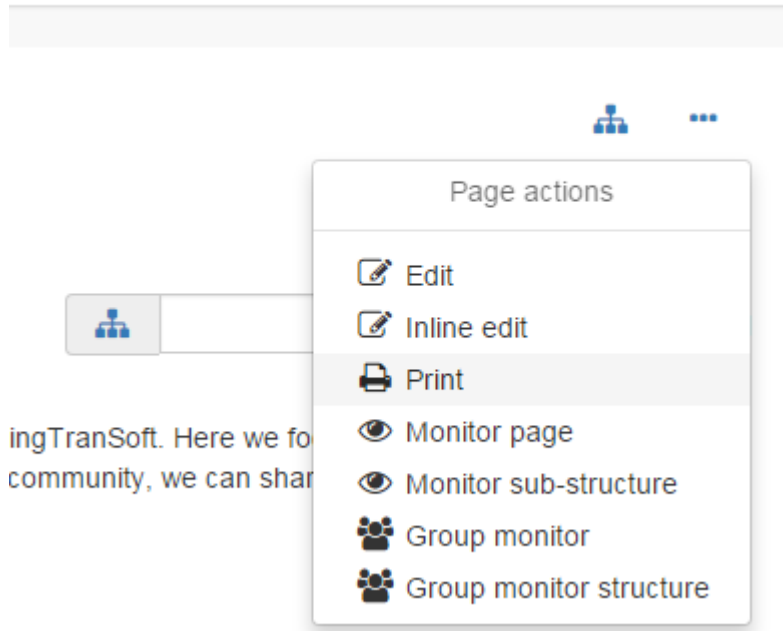 Page actions
Edit
Inline edit
Print
Monitor page
Monitor sub-structure
Group monitor
Group monitor structure
ingTranSoft. Here we fo
community, we can shar